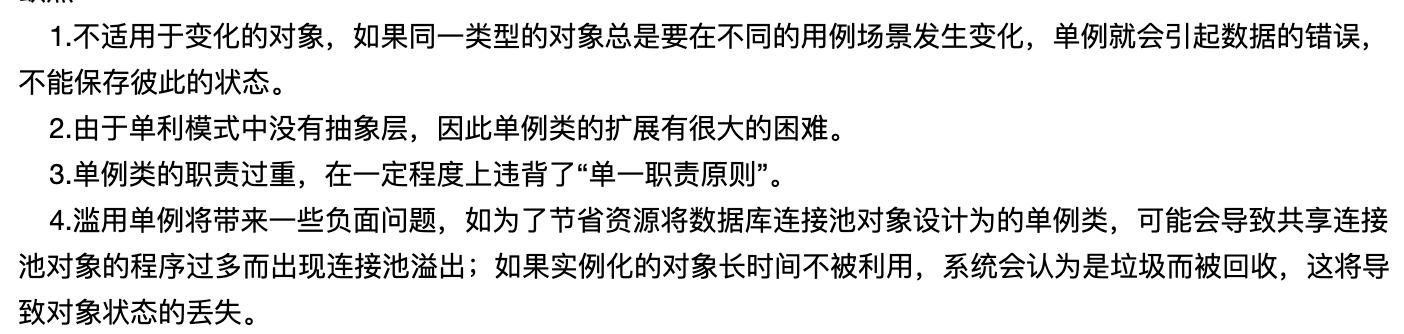 1.不适用于变化的对象，如果同一类型的对象总是要在不同的用例场景发生变化，单例就会引起数据的错误，
不能保存彼此的状态。
2.由于单利模式中没有抽象层，因此单例类的扩展有很大的困难。
3.单例类的职责过重，在一定程度上违背了“单一职责原则”。
4.滥用单例将带来一些负面问题，如为了节省资源将数据库连接池对象设计为的单例类，可能会导致共享连接
池对象的程序过多而出现连接池溢出；如果实例化的对象长时间不被利用，系统会认为是垃圾而被回收，这将导
致对象状态的丢失。